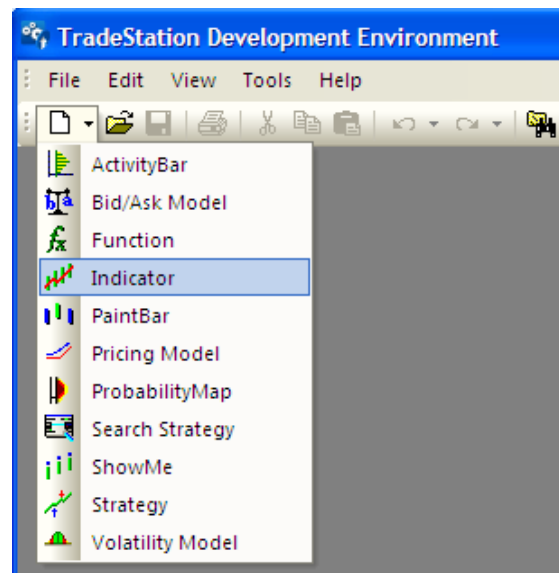 TradeStation Development Environment
File Edit View Tools Help
ActivityBar
Bid/Ask Model
Function
Indicator
PaintBar
Pricing Model
ProbabilityMap
Search Strategy
ShowMe
Strategy
Volatility Model